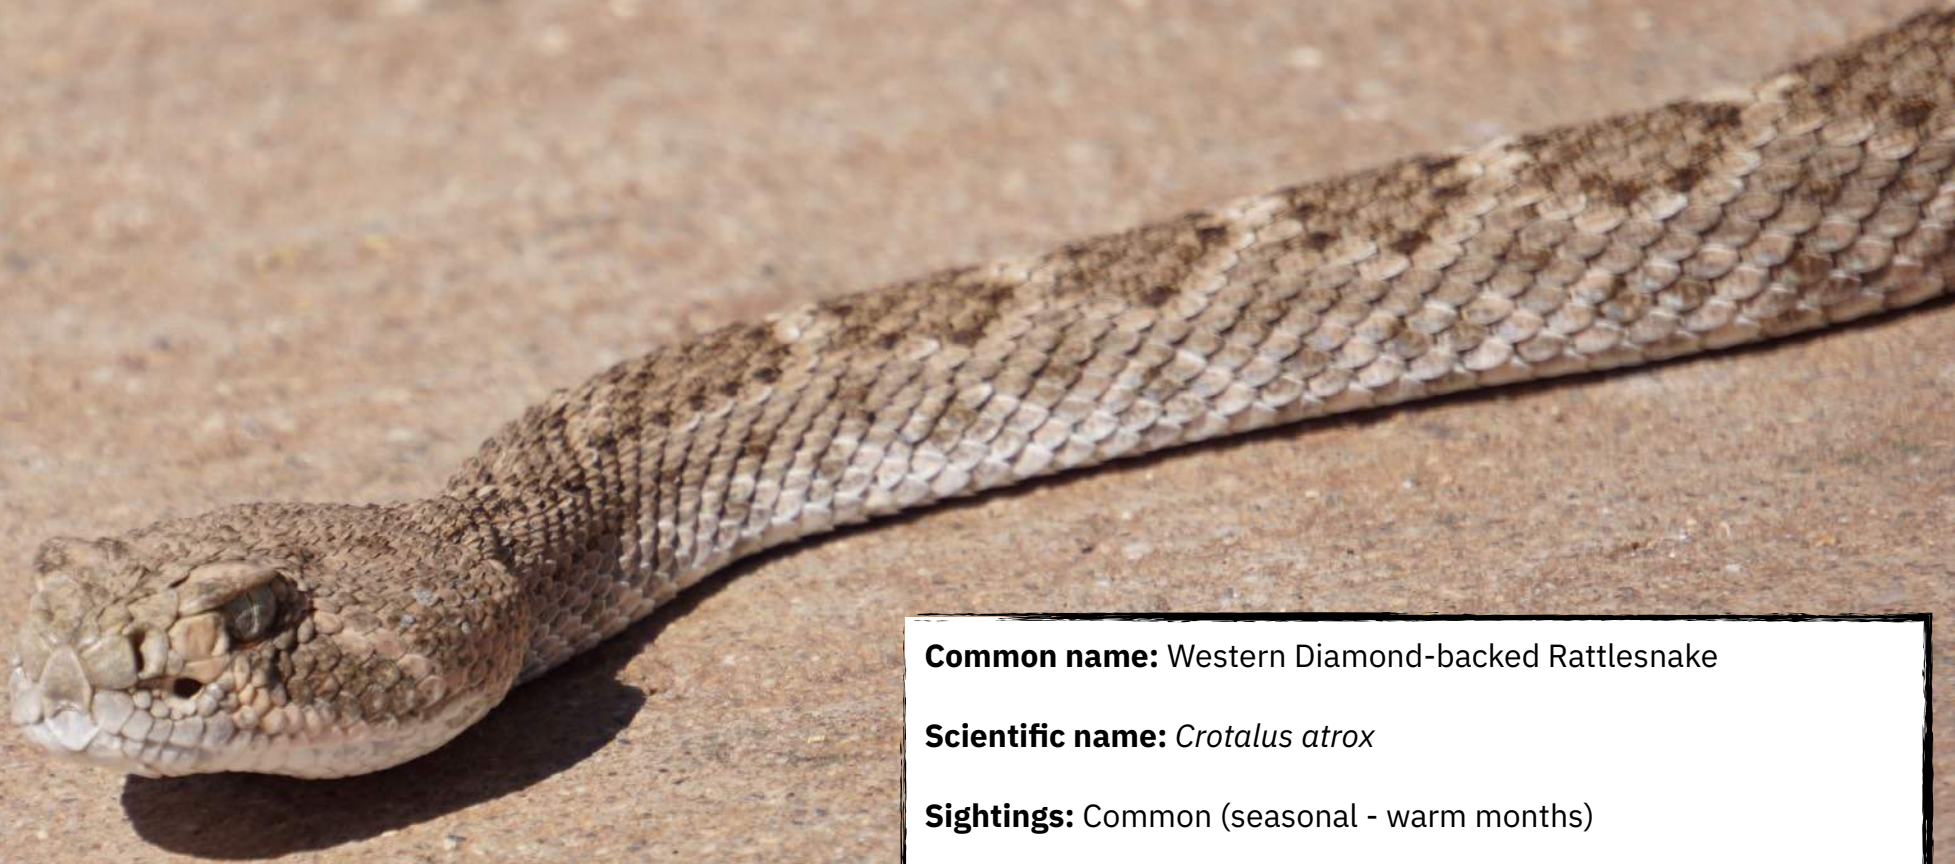 Common name: Western Diamond-backed Rattlesnake
Scientific name: Crotalus atrox
Sightings: Common (seasonal - warm months)